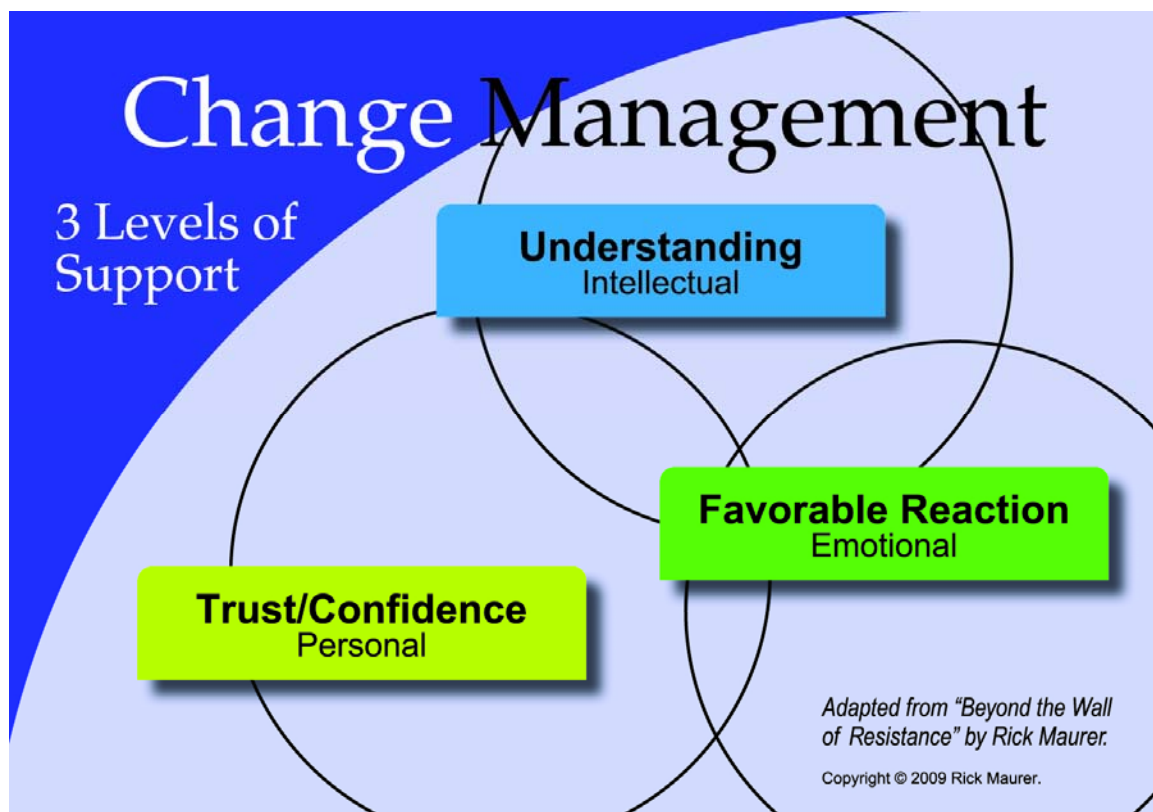 Change Management
3 Levels of
Support
Understanding
Intellectual
Favorable Reaction
Emotional
Trust/Confidence
Personal
Adapted from “Beyond the Wall
of Resistance” by Rick Maurer.
Copyright © 2009 Rick Maurer.